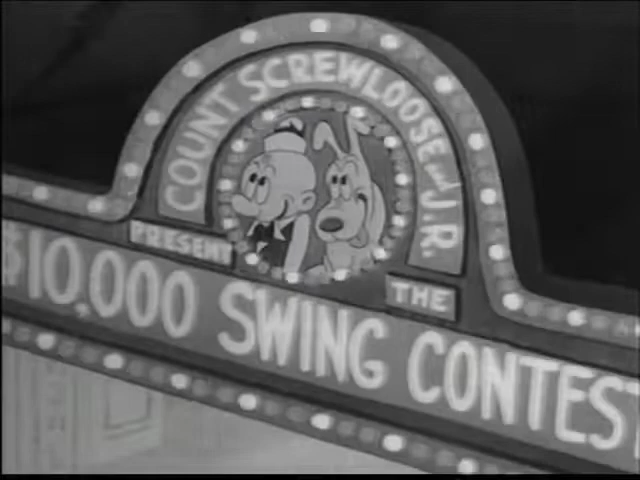 COUNT SCREWLOOSE and J.R.
PRESENT THE
$10,000 SWING CONTEST